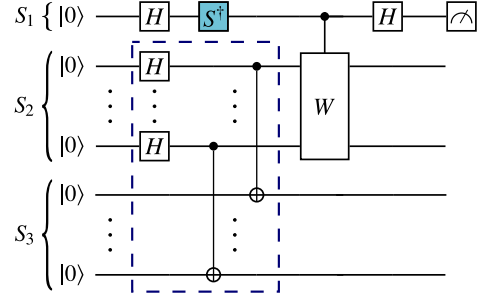 S₁ { |0⟩ H S† H
|0⟩ H
S₂ { W
|0⟩ H
|0⟩
S₃ {
|0⟩